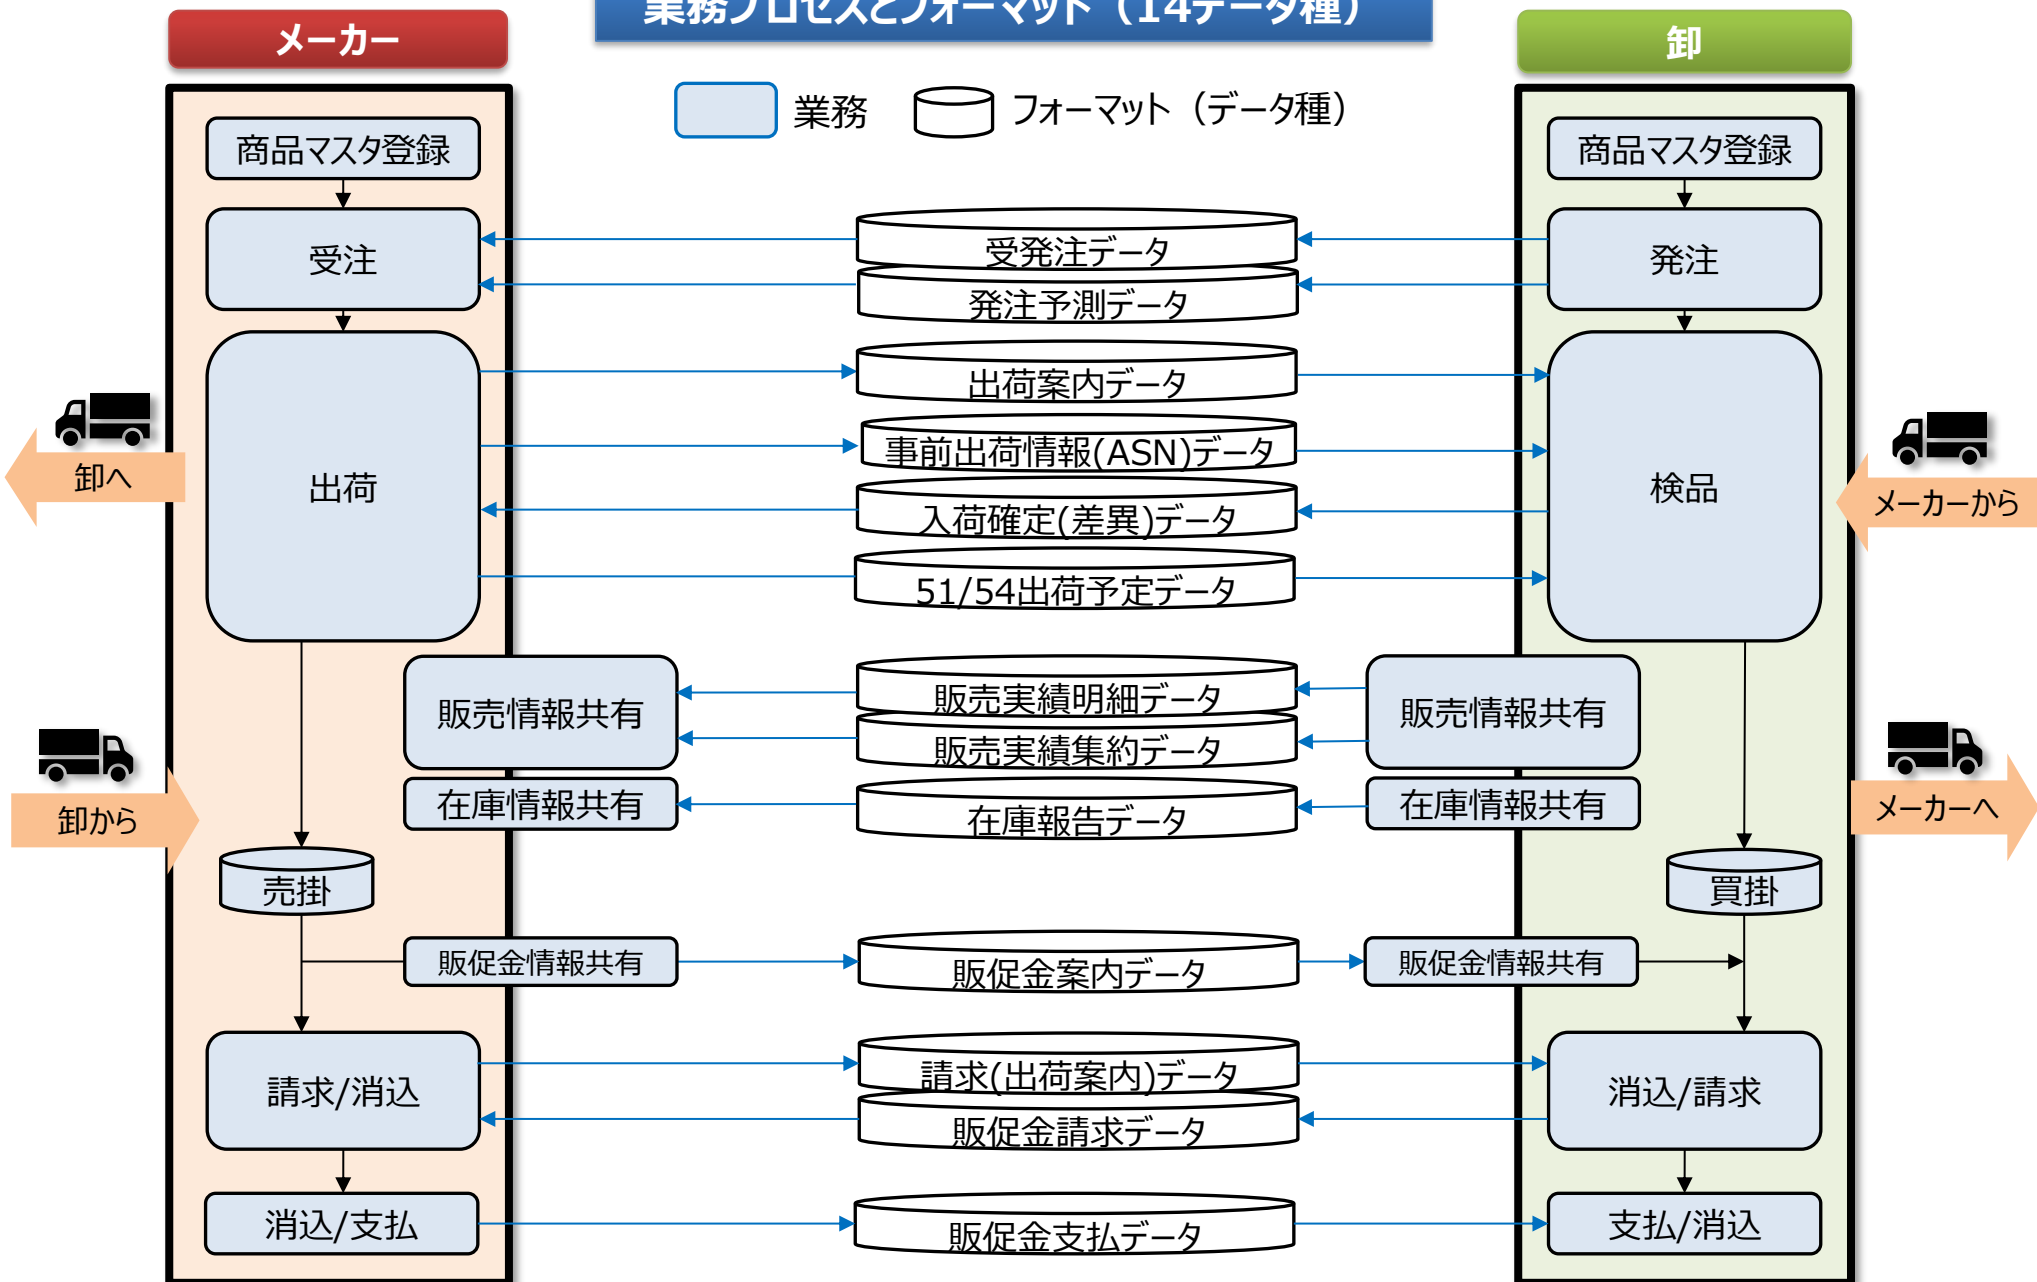 業務プロセスとフォーマット（14データ種）
メーカー
卸
業務
フォーマット（データ種）
商品マスタ登録
商品マスタ登録
受注
受発注データ
発注予測データ
発注
出荷案内データ
事前出荷情報(ASN)データ
入荷確定(差異)データ
51/54出荷予定データ
卸へ
出荷
検品
メーカーから
販売情報共有
販売実績明細データ
販売実績集約データ
販売情報共有
在庫情報共有
在庫報告データ
在庫情報共有
卸から
メーカーへ
売掛
買掛
販促金情報共有
販促金案内データ
販促金情報共有
請求/消込
請求(出荷案内)データ
販促金請求データ
消込/請求
消込/支払
販促金支払データ
支払/消込